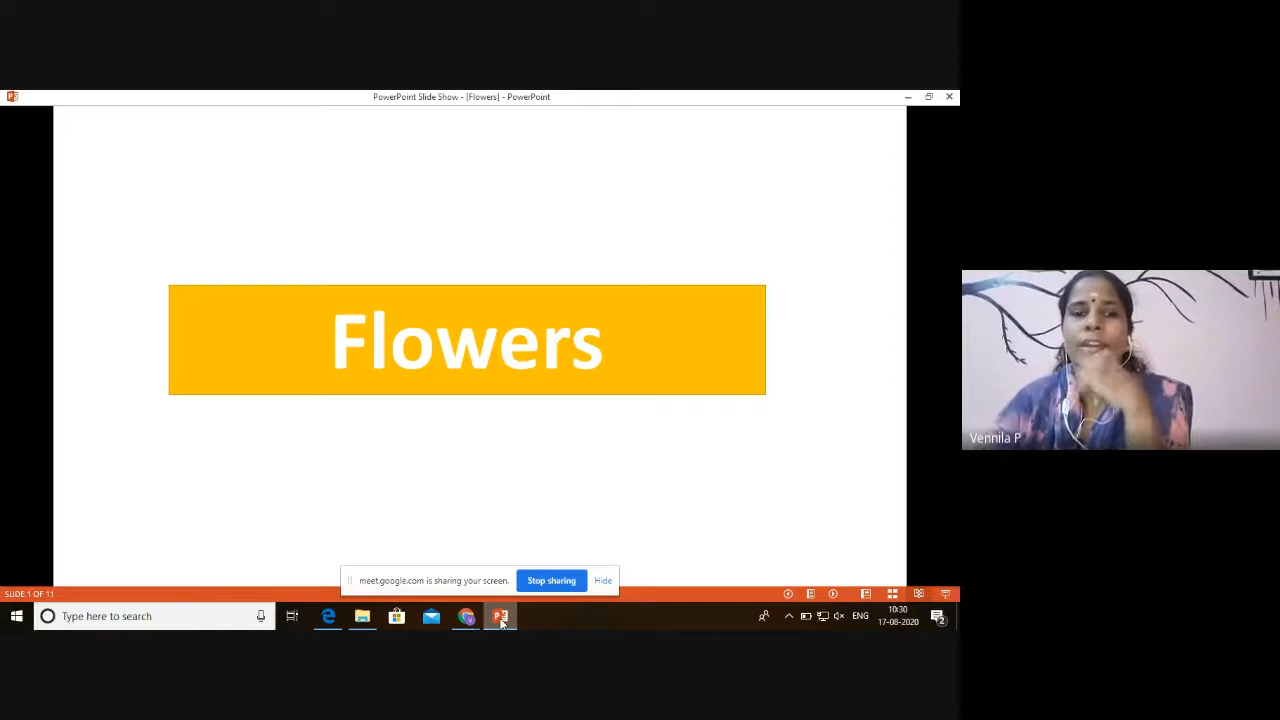 PowerPoint Slide Show - [Flowers] - PowerPoint
Flowers
Vennila P
meet.google.com is sharing your screen.
Stop sharing
Hide
SLIDE 1 OF 11
Type here to search
ENG
10:30
17-08-2020
2